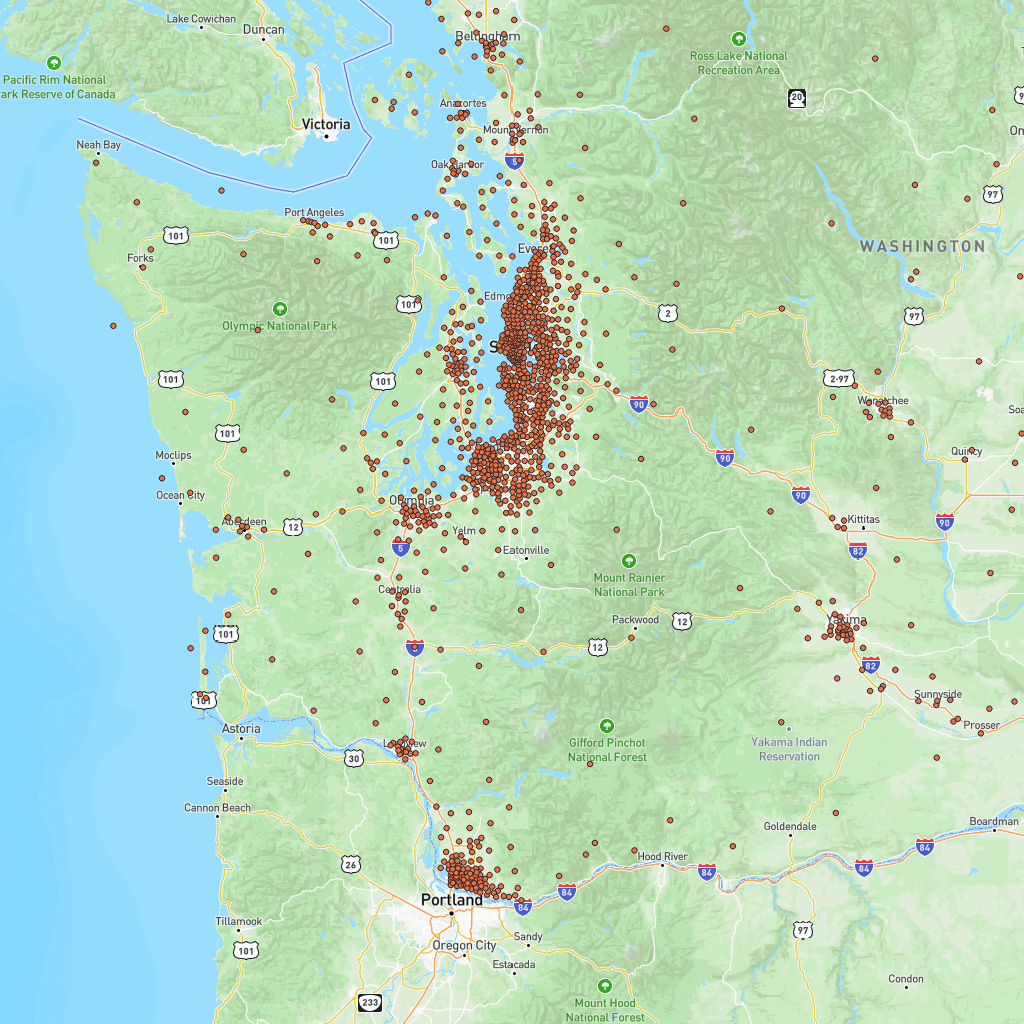 Lake Cowichan
Duncan
Pacific Rim National
ark Reserve of Canada
Victoria
Neah Bay
Bellingham
Ross Lake National
Recreation Area
20
Anacortes
Mount Vernon
5
Oak Harbor
97
Port Angeles
101
101
Forks
WASHINGTON
Everett
101
Olympic National Park
2
97
101
101
2-97
90
Wenatchee
101
Moclips
Quincy
90
90
Ocean City
Olympia
Aberdeen
12
Yelm
Kittitas
90
5
82
Eatonville
Mount Rainier
National Park
Centralia
Packwood
12
Yakima
101
5
12
82
Sunnyside
101
Prosser
Astoria
Longview
Gifford Pinchot
National Forest
Yakama Indian
Reservation
30
Seaside
Cannon Beach
Goldendale
Boardman
26
Hood River
84
84
84
84
Portland
84
Tillamook
101
Oregon City
Sandy
97
Estacada
Condon
233
Mount Hood
National Forest